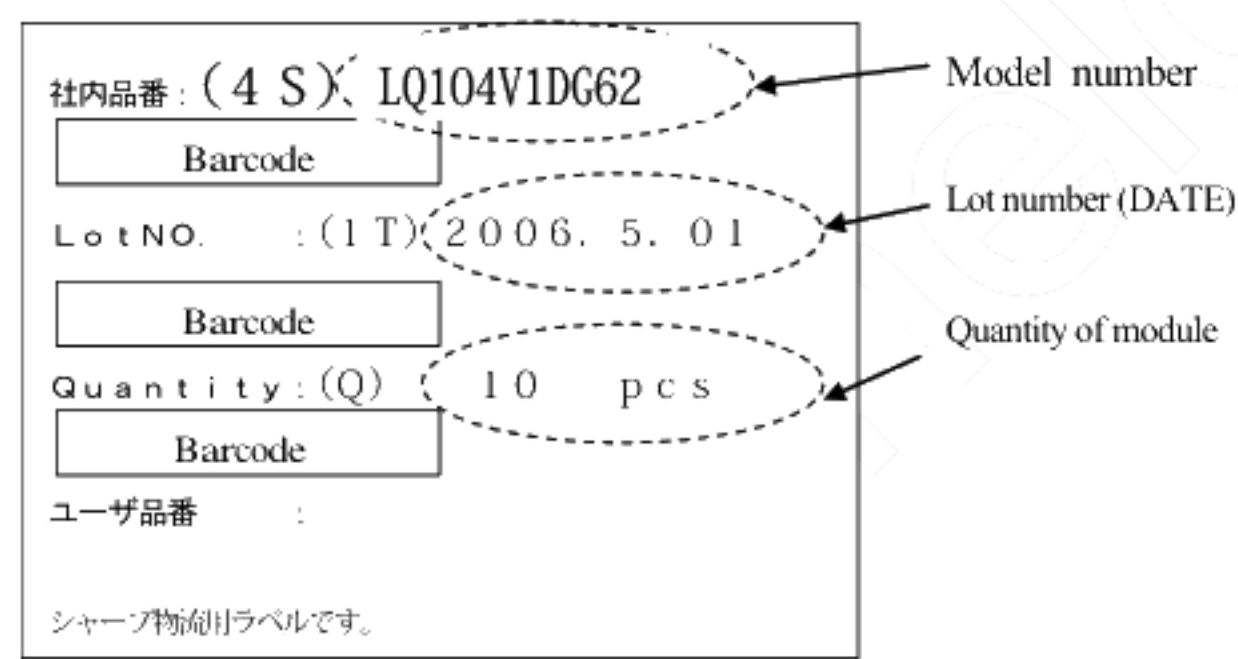 社内品番:(4S) LQ104V1DG62
Model number
Barcode
LotNO. :(1T) 2006. 5. 01
Lot number (DATE)
Barcode
Quantity of module
Quantity:(Q) 10 pcs
Barcode
ユーザ品番 :
シャープ物流用ラベルです。